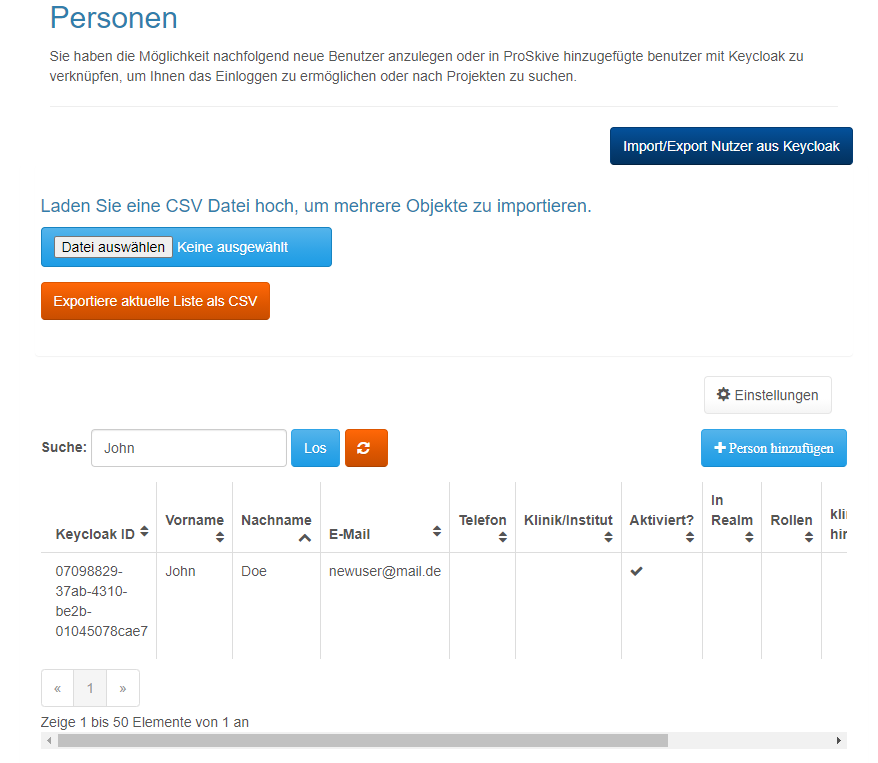 Personen
Sie haben die Möglichkeit nachfolgend neue Benutzer anzulegen oder in ProSkive hinzugefügte benutzer mit Keycloak zu
verknüpfen, um Ihnen das Einloggen zu ermöglichen oder nach Projekten zu suchen.
Import/Export Nutzer aus Keycloak
Laden Sie eine CSV Datei hoch, um mehrere Objekte zu importieren.
Datei auswählen Keine ausgewählt
Exportiere aktuelle Liste als CSV
Einstellungen
Suche: John Los
Person hinzufügen
Keycloak ID Vorname Nachname E-Mail Telefon Klinik/Institut Aktiviert? In Realm Rollen
07098829- John Doe newuser@mail.de
37ab-4310-
be2b-
01045078cae7
« 1 »
Zeige 1 bis 50 Elemente von 1 an